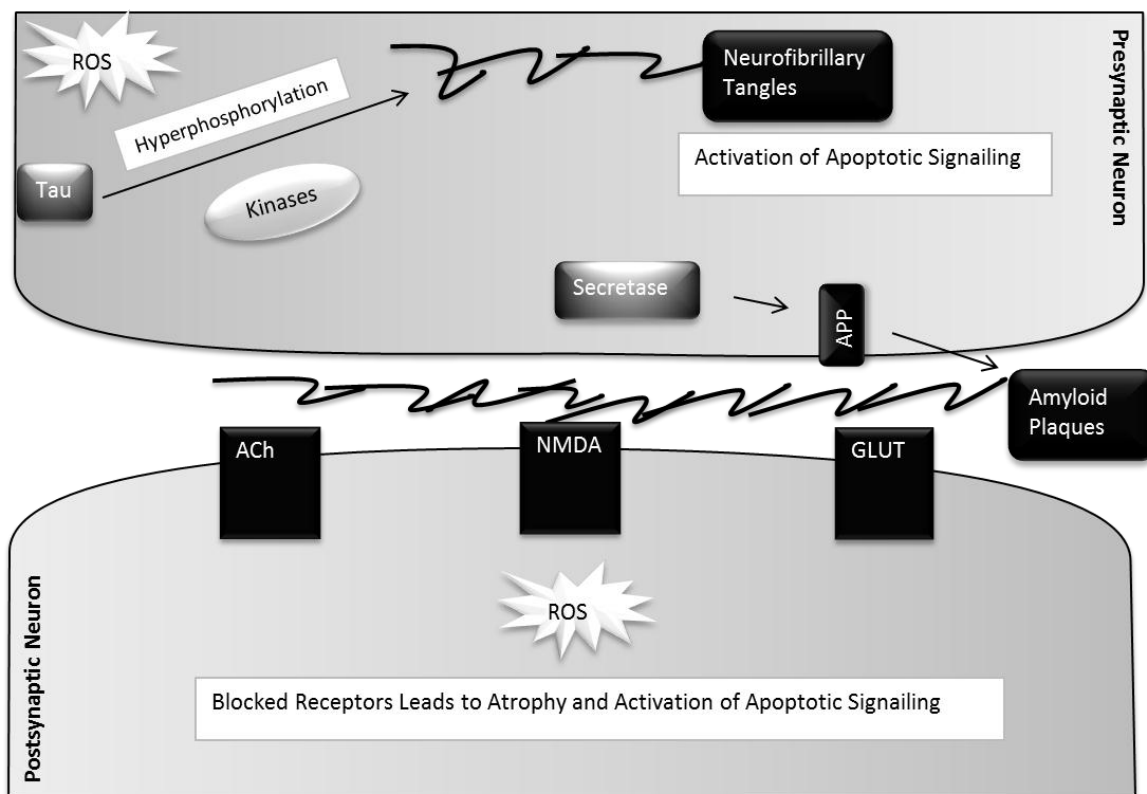 ROS
Hyperphosphorylation
Tau
Kinases
Neurofibrillary
Tangles
Activation of Apoptotic Signailing
Presynaptic Neuron
Secretase
APP
Amyloid
Plaques
ACh
NMDA
GLUT
ROS
Blocked Receptors Leads to Atrophy and Activation of Apoptotic Signailing
Postsynaptic Neuron